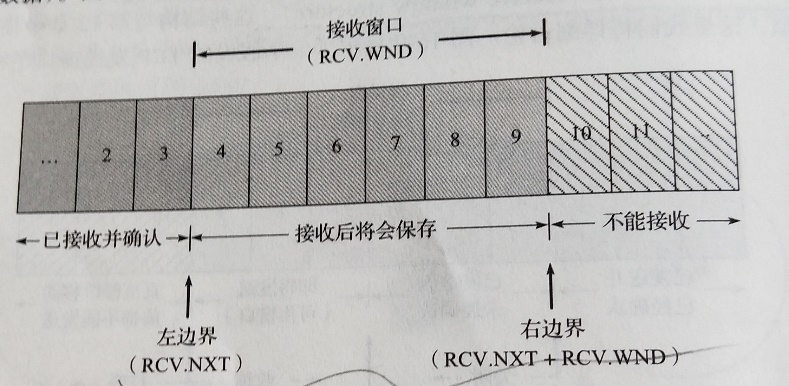 接收窗口
(RCV.WND)
… 2 3 4 5 6 7 8 9 10 11 …
已接收并确认 接收后将会保存 不能接收
左边界 右边界
(RCV.NXT) (RCV.NXT + RCV.WND)